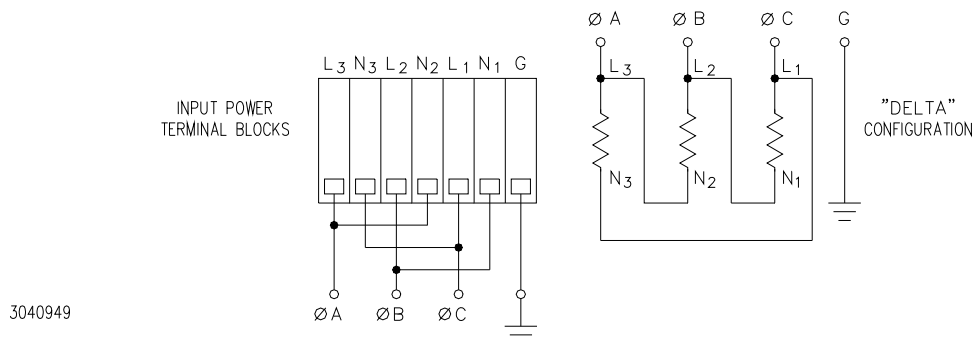 Ø A Ø B Ø C G
L3 N3 L2 N2 L1 N1 G
L3 L2 L1
INPUT POWER
TERMINAL BLOCKS
"DELTA"
CONFIGURATION
N3 N2 N1
ØA ØB ØC
3040949